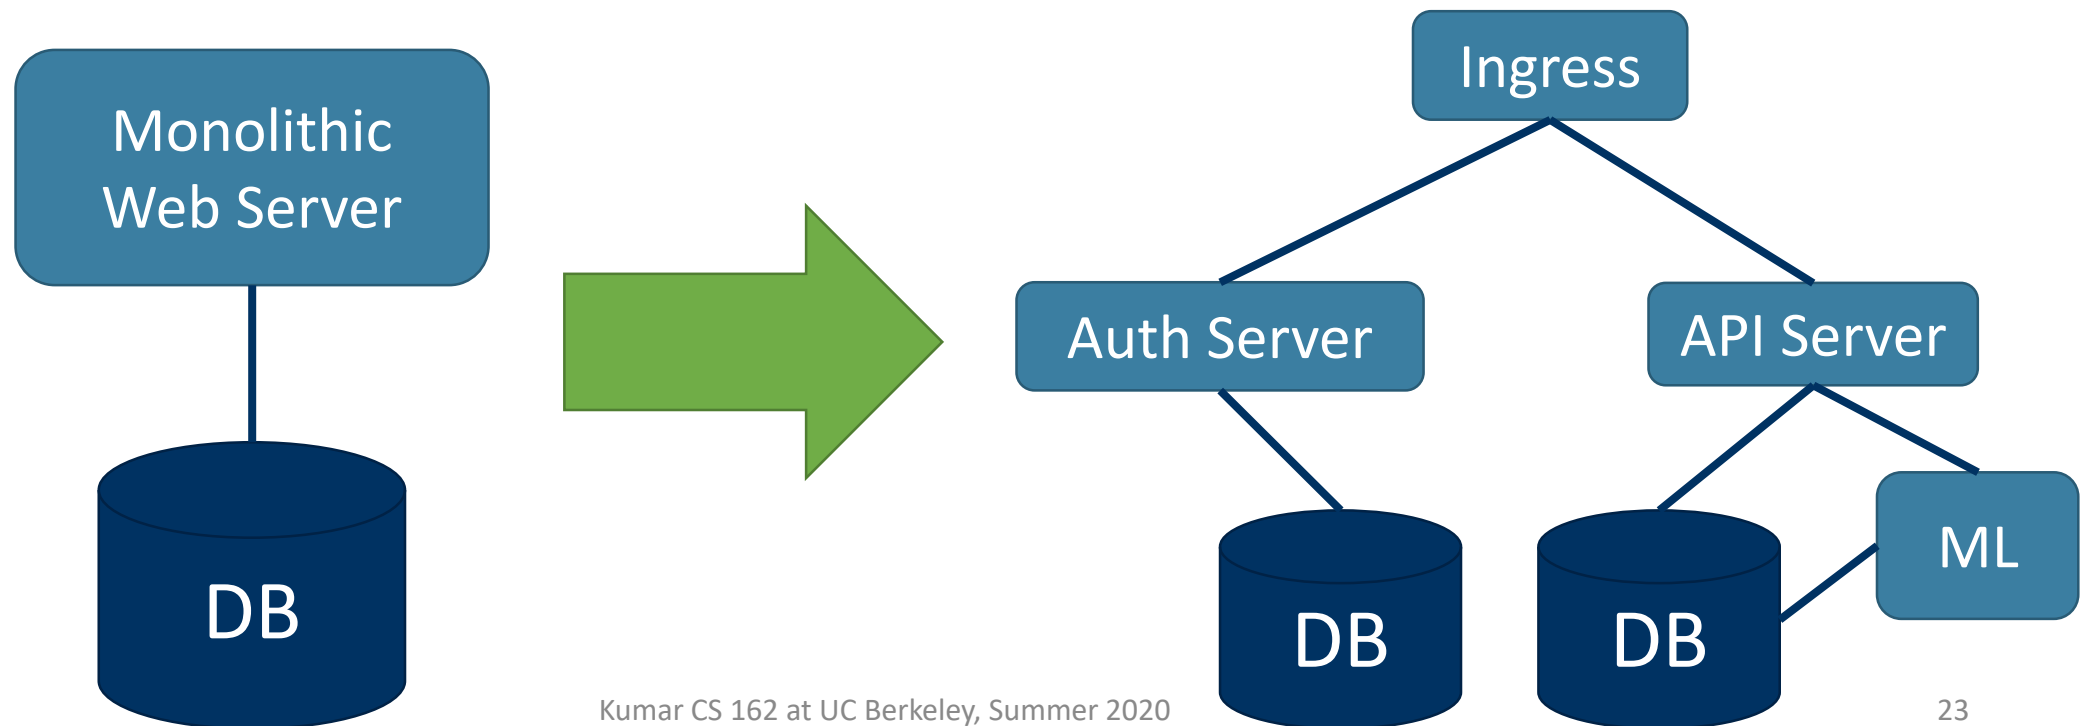 Monolithic
Web Server
DB
Ingress
Auth Server
API Server
DB
DB
ML
Kumar CS 162 at UC Berkeley, Summer 2020
23